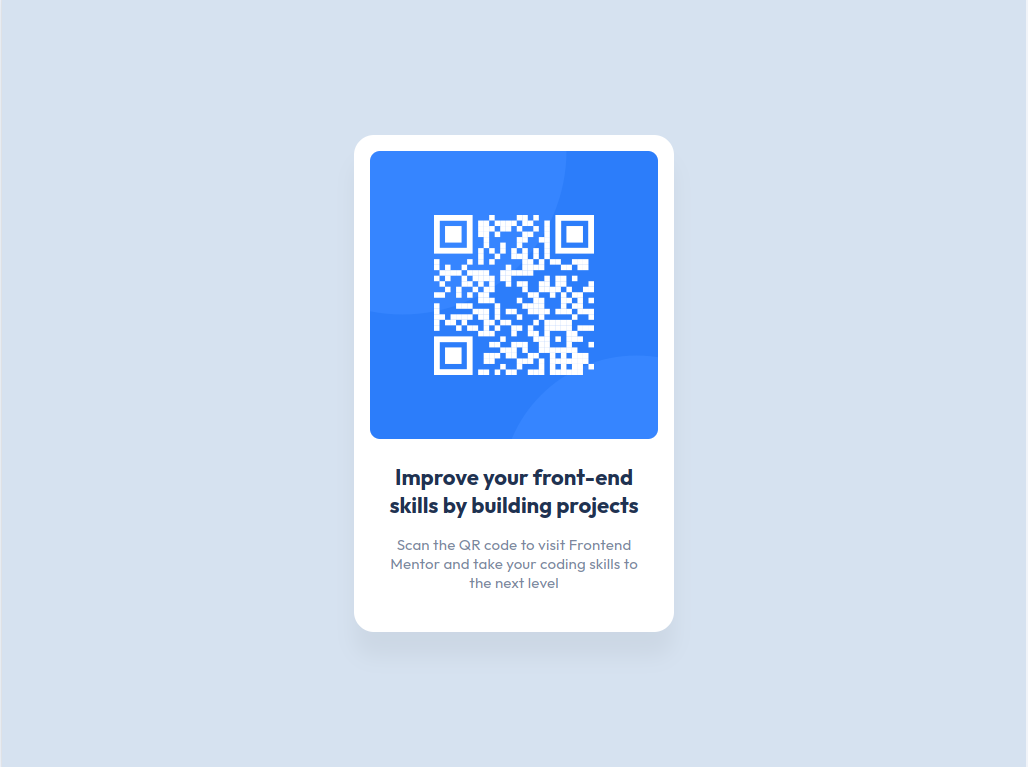 Improve your front-end
skills by building projects
Scan the QR code to visit Frontend
Mentor and take your coding skills to
the next level